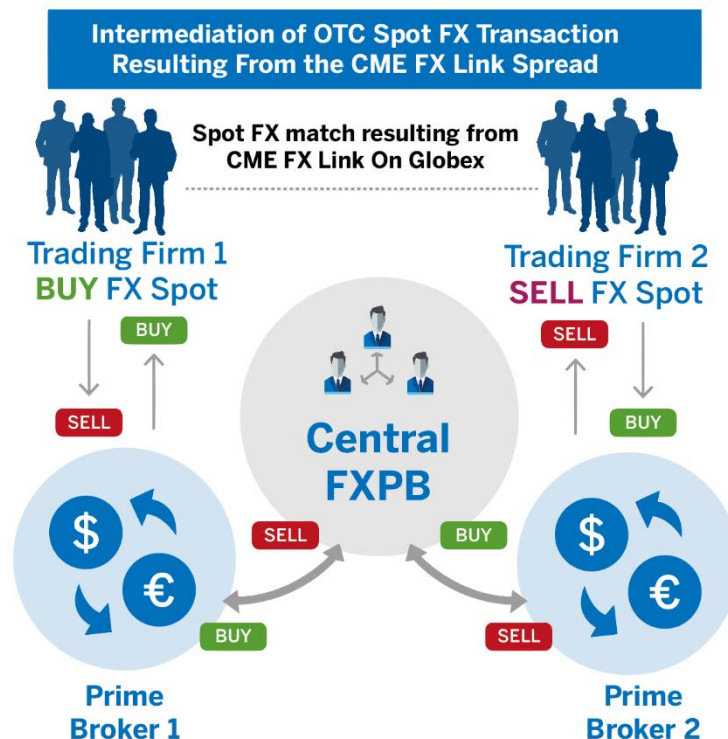 Intermediation of OTC Spot FX Transaction
Resulting From the CME FX Link Spread
Spot FX match resulting from
CME FX Link On Globex
Trading Firm 1
BUY FX Spot
Trading Firm 2
SELL FX Spot
BUY
SELL
SELL
BUY
Central
FXPB
$
€
SELL
BUY
BUY
SELL
$
€
Prime
Broker 1
Prime
Broker 2